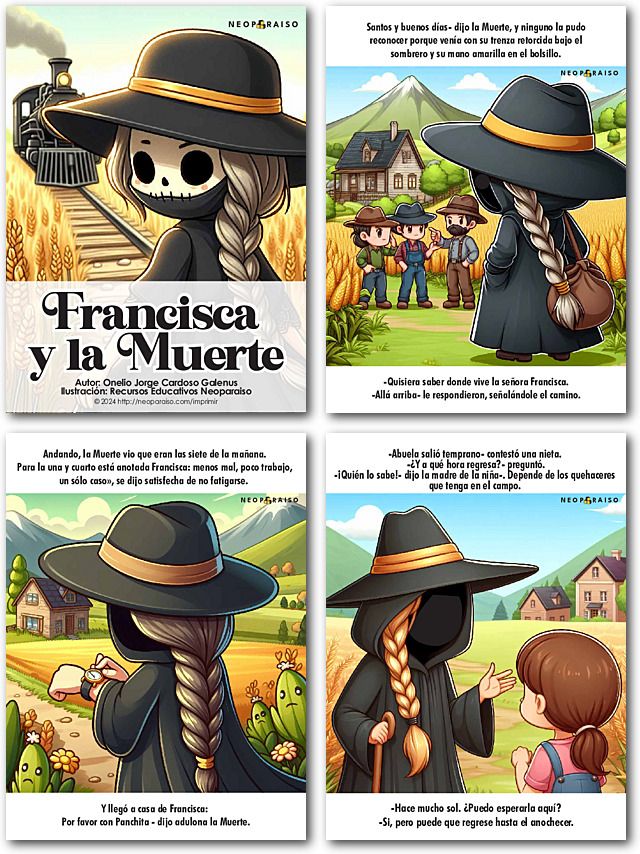 NEOPARAISO
Francisca
y la Muerte
Autor: Onelio Jorge Cardoso Galenus
Ilustración: Recursos Educativos Neoparaiso
© 2024 http://neoparaiso.com/imprimir
Santos y buenos días- dijo la Muerte, y ninguno la pudo
reconocer porque venía con su trenza retorcida bajo el
sombrero y su mano amarilla en el bolsillo.
NEOPARAISO
-Quisiera saber donde vive la señora Francisca.
-Allá arriba- le respondieron, señalándole el camino.
Andando, la Muerte vio que eran las siete de la mañana.
Para la una y cuarto está anotada Francisca: menos mal, poco trabajo,
un sólo caso», se dijo satisfecha de no fatigarse.
NEOPARAISO
Y llegó a casa de Francisca:
Por favor con Panchita - dijo adulona la Muerte.
-Abuela salió temprano- contestó una nieta.
-¿Y a qué hora regresa?- preguntó.
-¡Quién lo sabe!- dijo la madre de la niña-. Depende de los quehaceres
que tenga en el campo.
NEOPARAISO
-Hace mucho sol. ¿Puedo esperarla aquí?
-Si, pero puede que regrese hasta el anochecer.